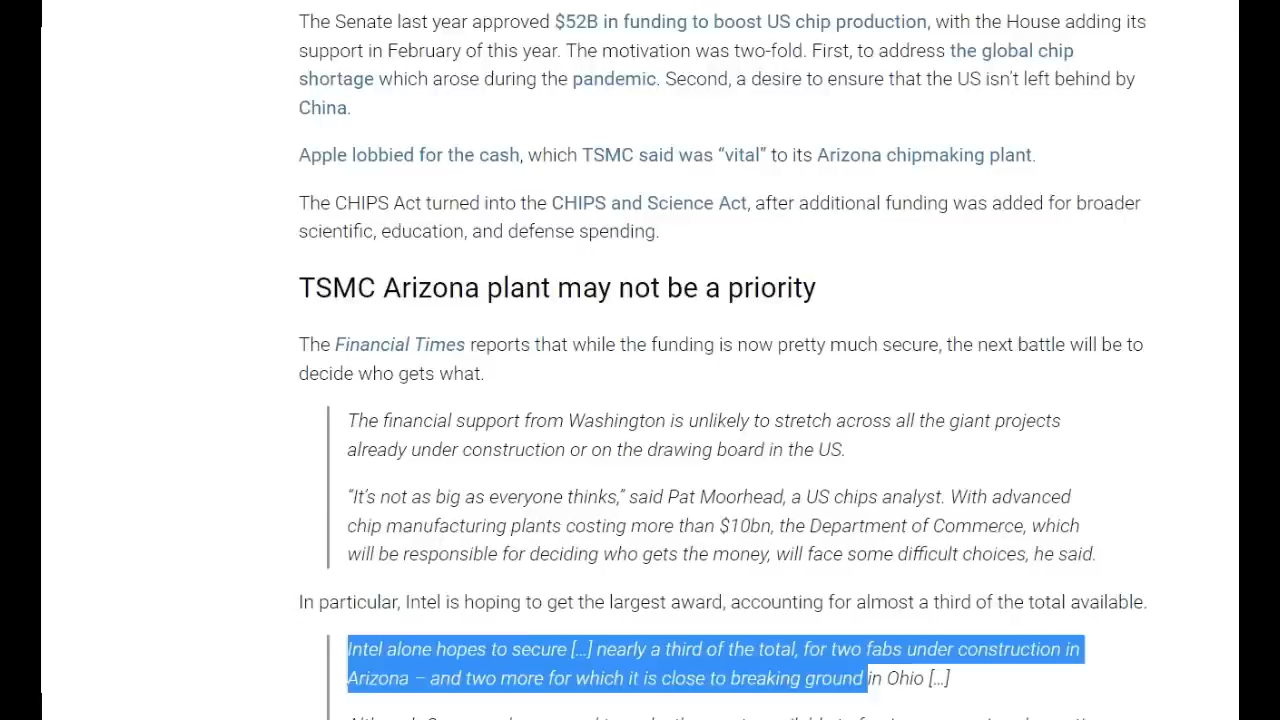 The Senate last year approved $52B in funding to boost US chip production, with the House adding its
support in February of this year. The motivation was two-fold. First, to address the global chip
shortage which arose during the pandemic. Second, a desire to ensure that the US isn’t left behind by
China.
Apple lobbied for the cash, which TSMC said was “vital” to its Arizona chipmaking plant.
The CHIPS Act turned into the CHIPS and Science Act, after additional funding was added for broader
scientific, education, and defense spending.
TSMC Arizona plant may not be a priority
The Financial Times reports that while the funding is now pretty much secure, the next battle will be to
decide who gets what.
The financial support from Washington is unlikely to stretch across all the giant projects
already under construction or on the drawing board in the US.
“It’s not as big as everyone thinks,” said Pat Moorhead, a US chips analyst. With advanced
chip manufacturing plants costing more than $10bn, the Department of Commerce, which
will be responsible for deciding who gets the money, will face some difficult choices, he said.
In particular, Intel is hoping to get the largest award, accounting for almost a third of the total available.
Intel alone hopes to secure […] nearly a third of the total, for two fabs under construction in
Arizona – and two more for which it is close to breaking ground in Ohio […]